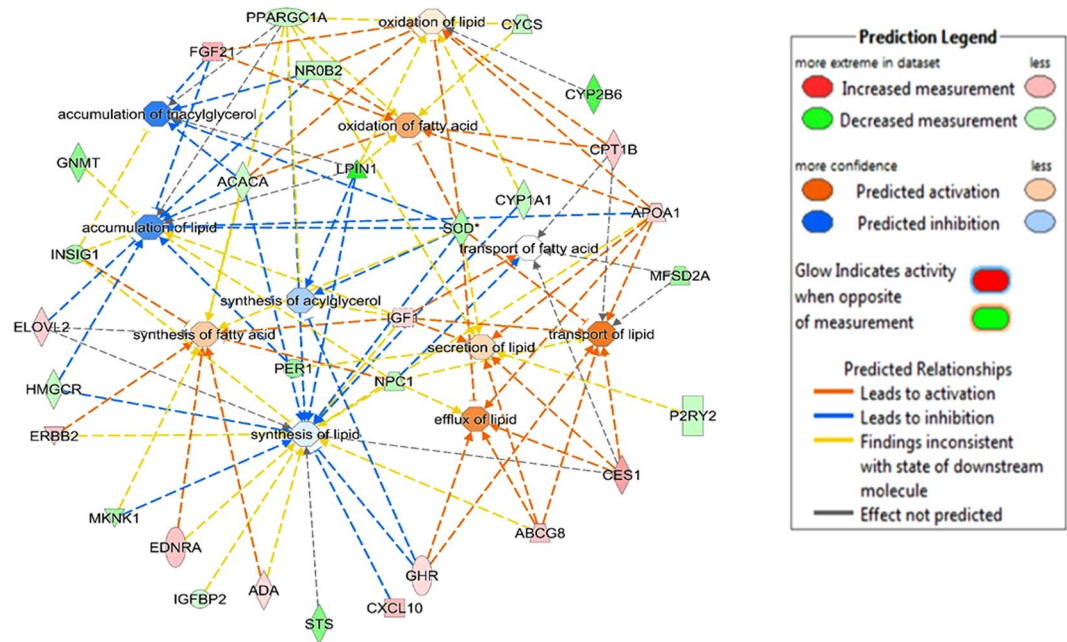 PPARGC1A
oxidation of lipid
CYCS
FGF21
NR0B2
CYP2B6
accumulation of triacylglycerol
oxidation of fatty acid
CPT1B
GNMT
ACACA
LPIN1
CYP1A1
APOA1
accumulation of lipid
SOD*
transport of fatty acid
INSIG1
MFSD2A
synthesis of acylglycerol
ELOVL2
synthesis of fatty acid
IGF1
transport of lipid
secretion of lipid
PER1
NPC1
HMGCR
P2RY2
ERBB2
synthesis of lipid
efflux of lipid
CES1
MKNK1
EDNRA
ABCG8
IGFBP2
ADA
GHR
CXCL10
STS
Prediction Legend
more extreme in dataset less
Increased measurement
Decreased measurement
more confidence less
Predicted activation
Predicted inhibition
Glow Indicates activity
when opposite
of measurement
Predicted Relationships
Leads to activation
Leads to inhibition
Findings inconsistent
with state of downstream
molecule
Effect not predicted